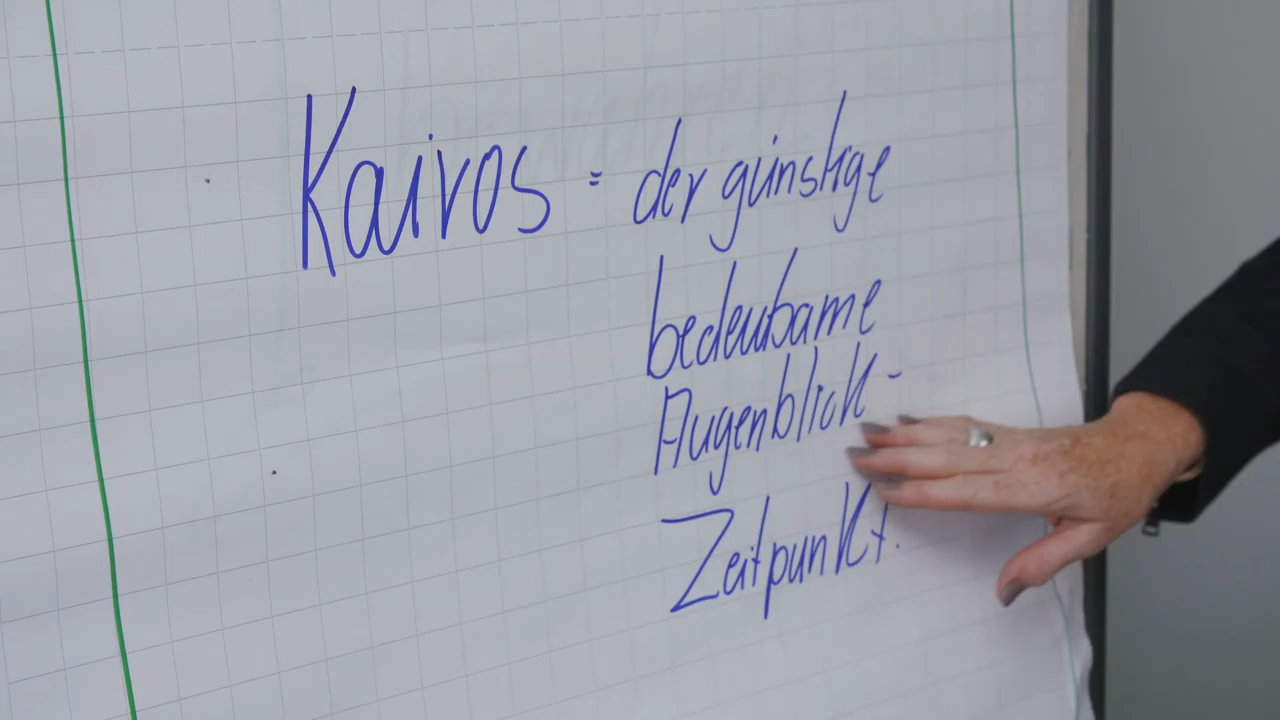 Kairos = der günstige
bedeutsame
Augenblick -
Zeitpunkt.